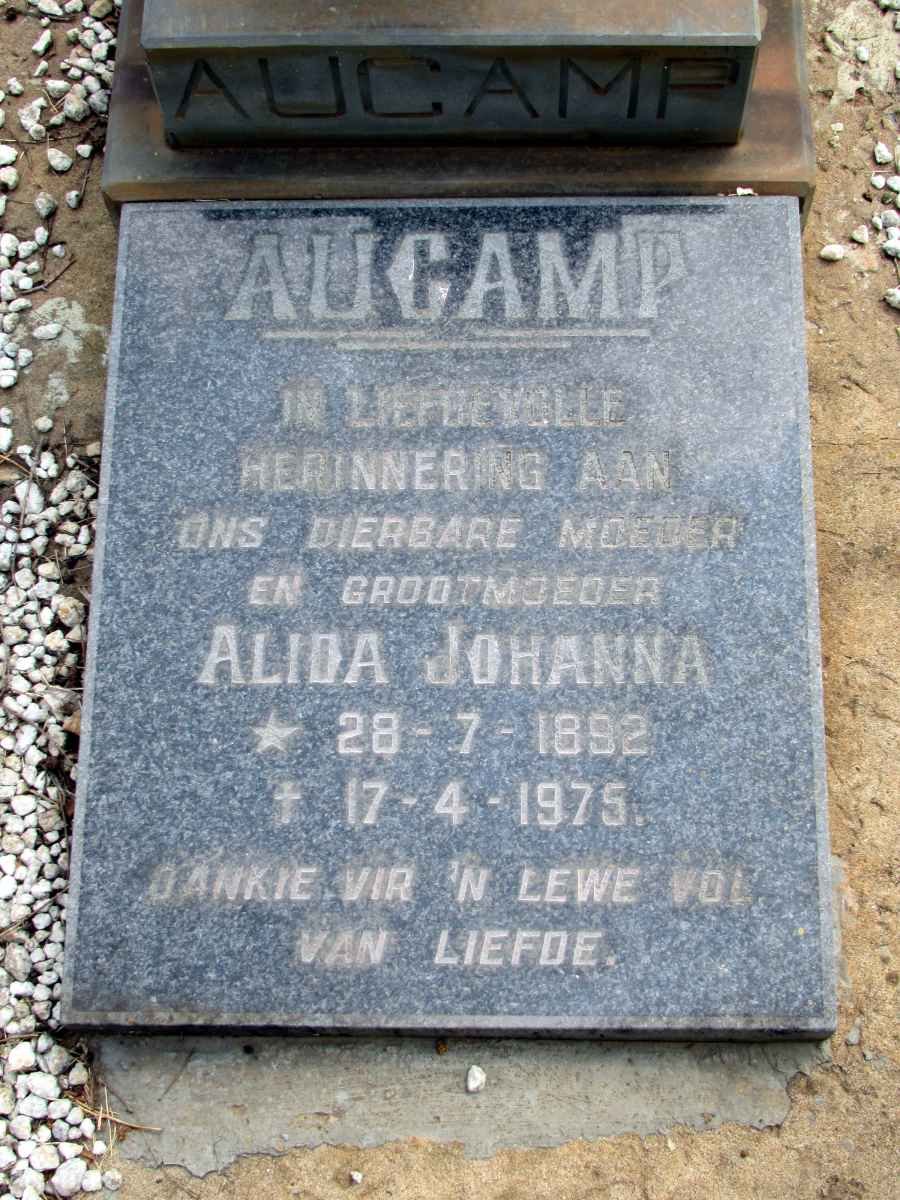 AUCAMP
AUCAMP
IN LIEFDEVOLLE
HERINNERING AAN
ONS DIERBARE MOEDER
EN GROOTMOEDER
ALIDA JOHANNA
★ 28-7-1892
† 17-4-1975.
DANKIE VIR 'N LEWE VOL
VAN LIEFDE.